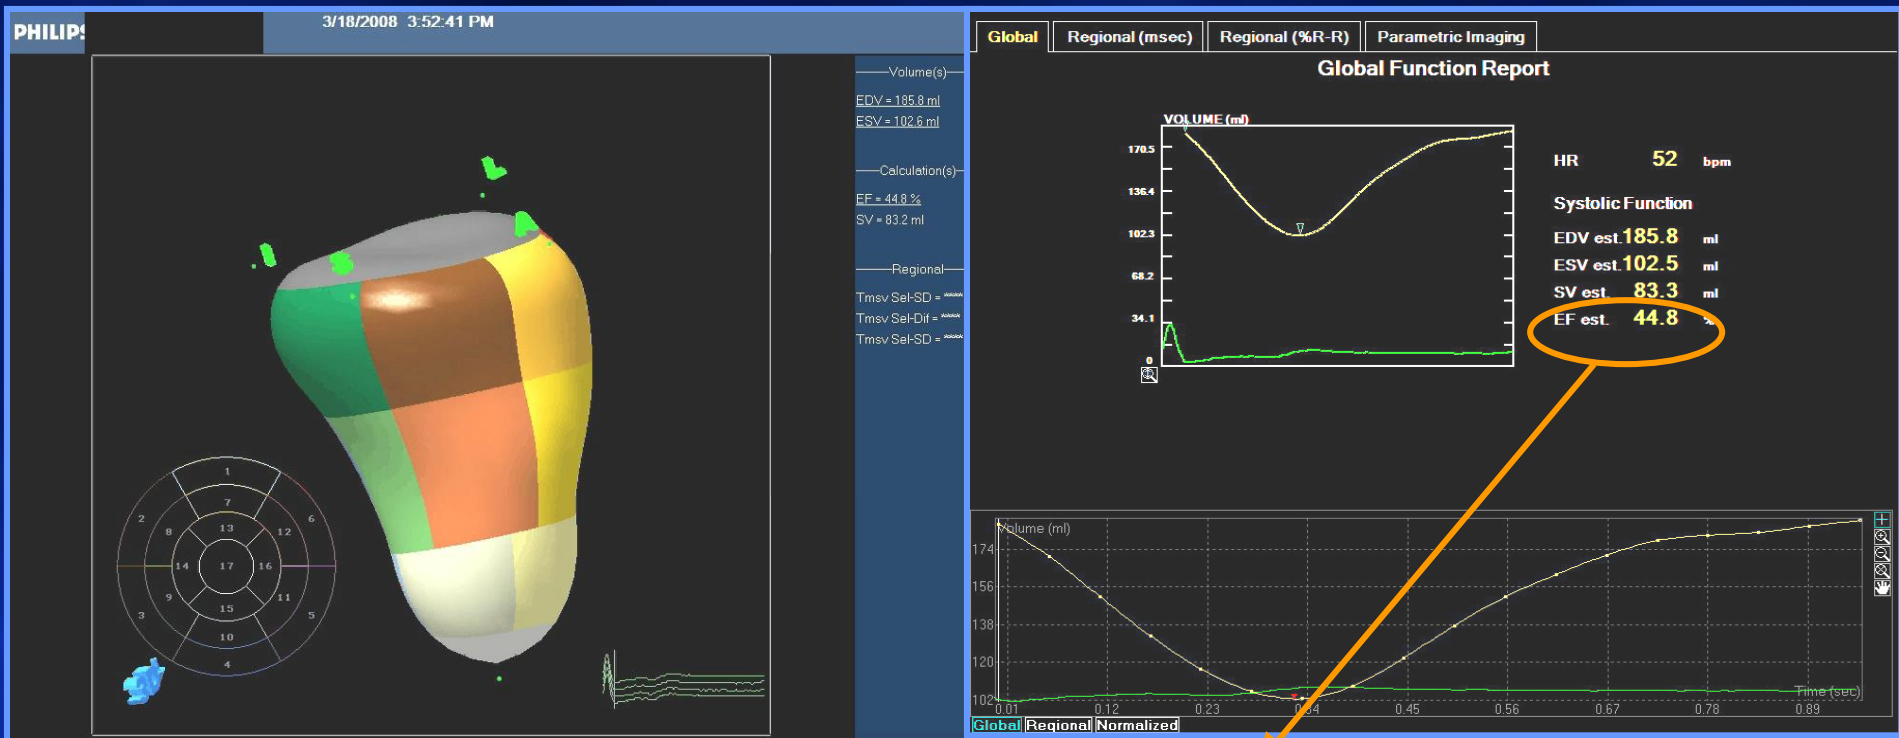 PHILIPS
3/18/2008 3:52:41 PM
Volume(s)
EDV = 185.8 ml
ESV = 102.6 ml
Calculation(s)
EF = 44.8 %
SV = 83.2 ml
Regional
Tmsv Sel-SD = ****
Tmsv Sel-Dif = ****
Tmsv Sel-SD = ****
1
2
7
6
8
13
12
14
17
16
9
15
11
3
10
5
4
Global
Regional (msec)
Regional (%R-R)
Parametric Imaging
Global Function Report
VOLUME (ml)
170.5
136.4
102.3
68.2
34.1
0
HR 52 bpm
Systolic Function
EDV est. 185.8 ml
ESV est. 102.5 ml
SV est. 83.3 ml
EF est. 44.8 %
Volume (ml)
174
156
138
120
102
Time (sec)
0.01 0.12 0.23 0.34 0.45 0.56 0.67 0.78 0.89
Global Regional Normalized